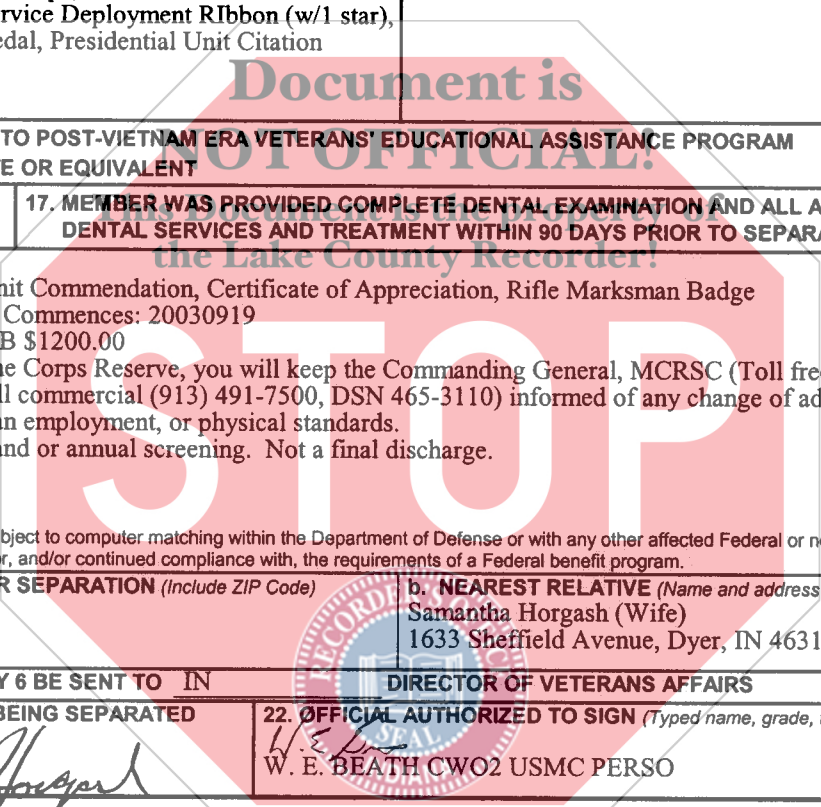 rvice Deployment RIbbon (w/1 star),
edal, Presidential Unit Citation
Document is
NOT OFFICIAL!
TO POST-VIETNAM ERA VETERANS' EDUCATIONAL ASSISTANCE PROGRAM
E OR EQUIVALENT
This Document is the property of
17. MEMBER WAS PROVIDED COMPLETE DENTAL EXAMINATION AND ALL A
DENTAL SERVICES AND TREATMENT WITHIN 90 DAYS PRIOR TO SEPARA
the Lake County Recorder!
nit Commendation, Certificate of Appreciation, Rifle Marksman Badge
Commences: 20030919
B $1200.00
e Corps Reserve, you will keep the Commanding General, MCRSC (Toll fre
ll commercial (913) 491-7500, DSN 465-3110) informed of any change of ad
an employment, or physical standards.
and or annual screening. Not a final discharge.
STOP
bject to computer matching within the Department of Defense or with any other affected Federal or n
r, and/or continued compliance with, the requirements of a Federal benefit program.
R SEPARATION (Include ZIP Code)
b. NEAREST RELATIVE (Name and address
Samantha Horgash (Wife)
1633 Sheffield Avenue, Dyer, IN 4631
RECORDER'S OFFICE
SEAL
Y 6 BE SENT TO IN DIRECTOR OF VETERANS AFFAIRS
BEING SEPARATED
22. OFFICIAL AUTHORIZED TO SIGN (Typed name, grade,
W. E. BEATH CWO2 USMC PERSO